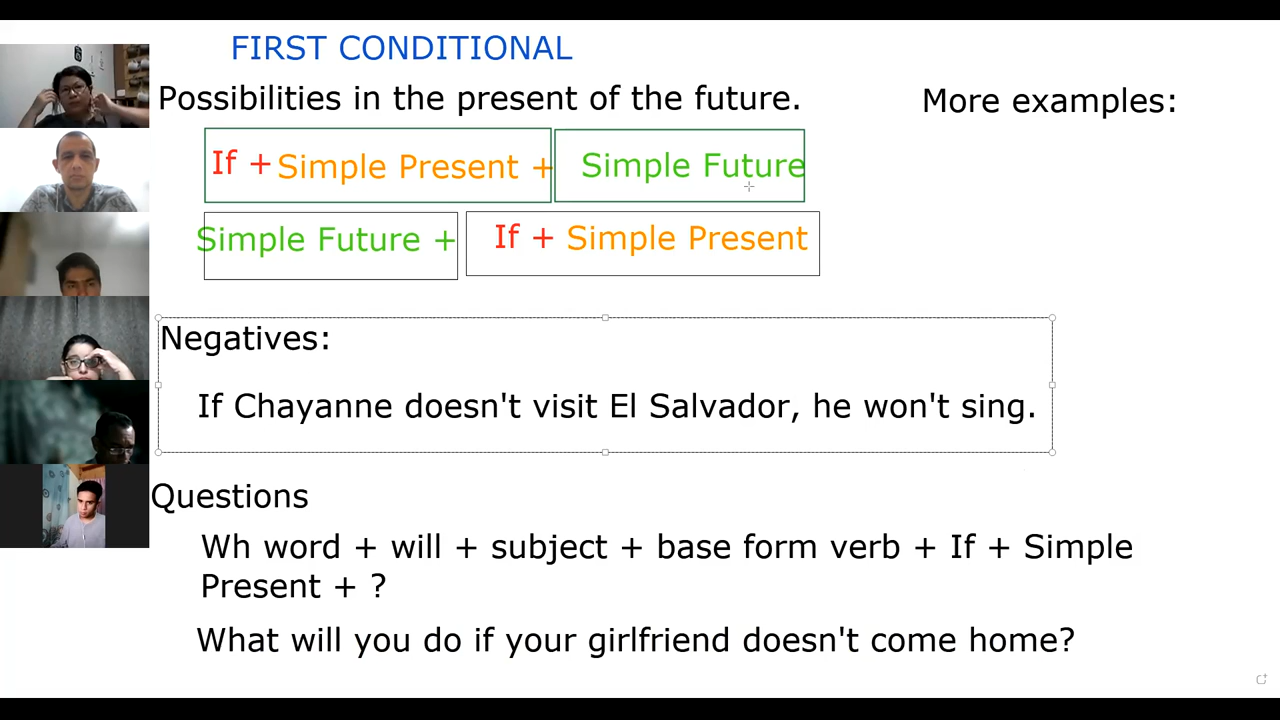 FIRST CONDITIONAL
Possibilities in the present of the future.
More examples:
If + Simple Present + Simple Future
Simple Future + If + Simple Present
Negatives:
If Chayanne doesn't visit El Salvador, he won't sing.
Questions
Wh word + will + subject + base form verb + If + Simple
Present + ?
What will you do if your girlfriend doesn't come home?